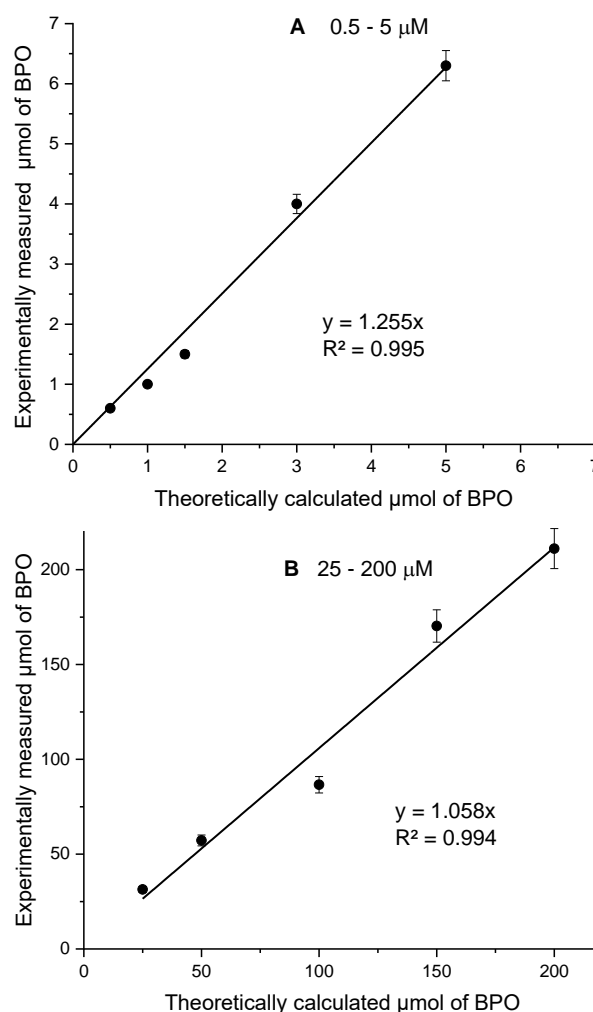 A 0.5 - 5 μM
Experimentally measured µmol of BPO
7
6
5
4
3
2
1
0
y = 1.255x
R² = 0.995
0 1 2 3 4 5 6 7
Theoretically calculated µmol of BPO
B 25 - 200 μM
Experimentally measured µmol of BPO
200
150
100
50
0
y = 1.058x
R² = 0.994
0 50 100 150 200
Theoretically calculated µmol of BPO